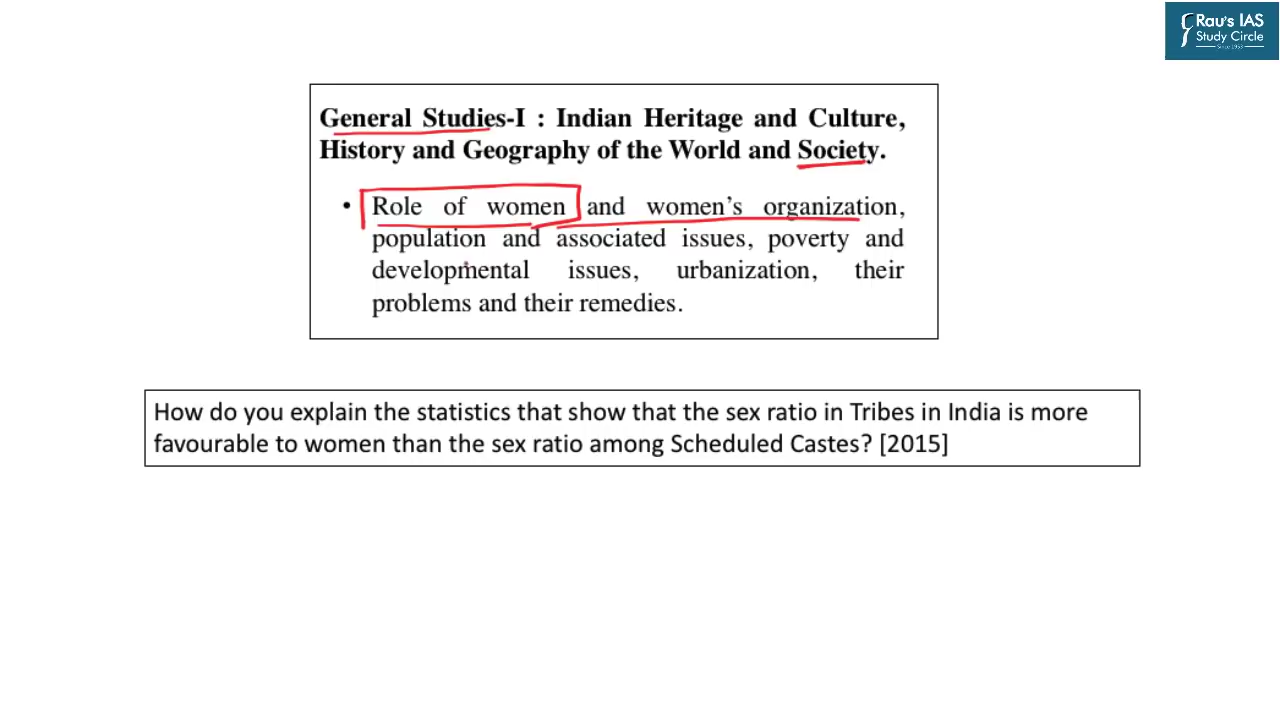 Rau's IAS
Study Circle
Since 1953
General Studies-I : Indian Heritage and Culture,
History and Geography of the World and Society.
• Role of women and women's organization,
population and associated issues, poverty and
developmental issues, urbanization, their
problems and their remedies.
How do you explain the statistics that show that the sex ratio in Tribes in India is more
favourable to women than the sex ratio among Scheduled Castes? [2015]